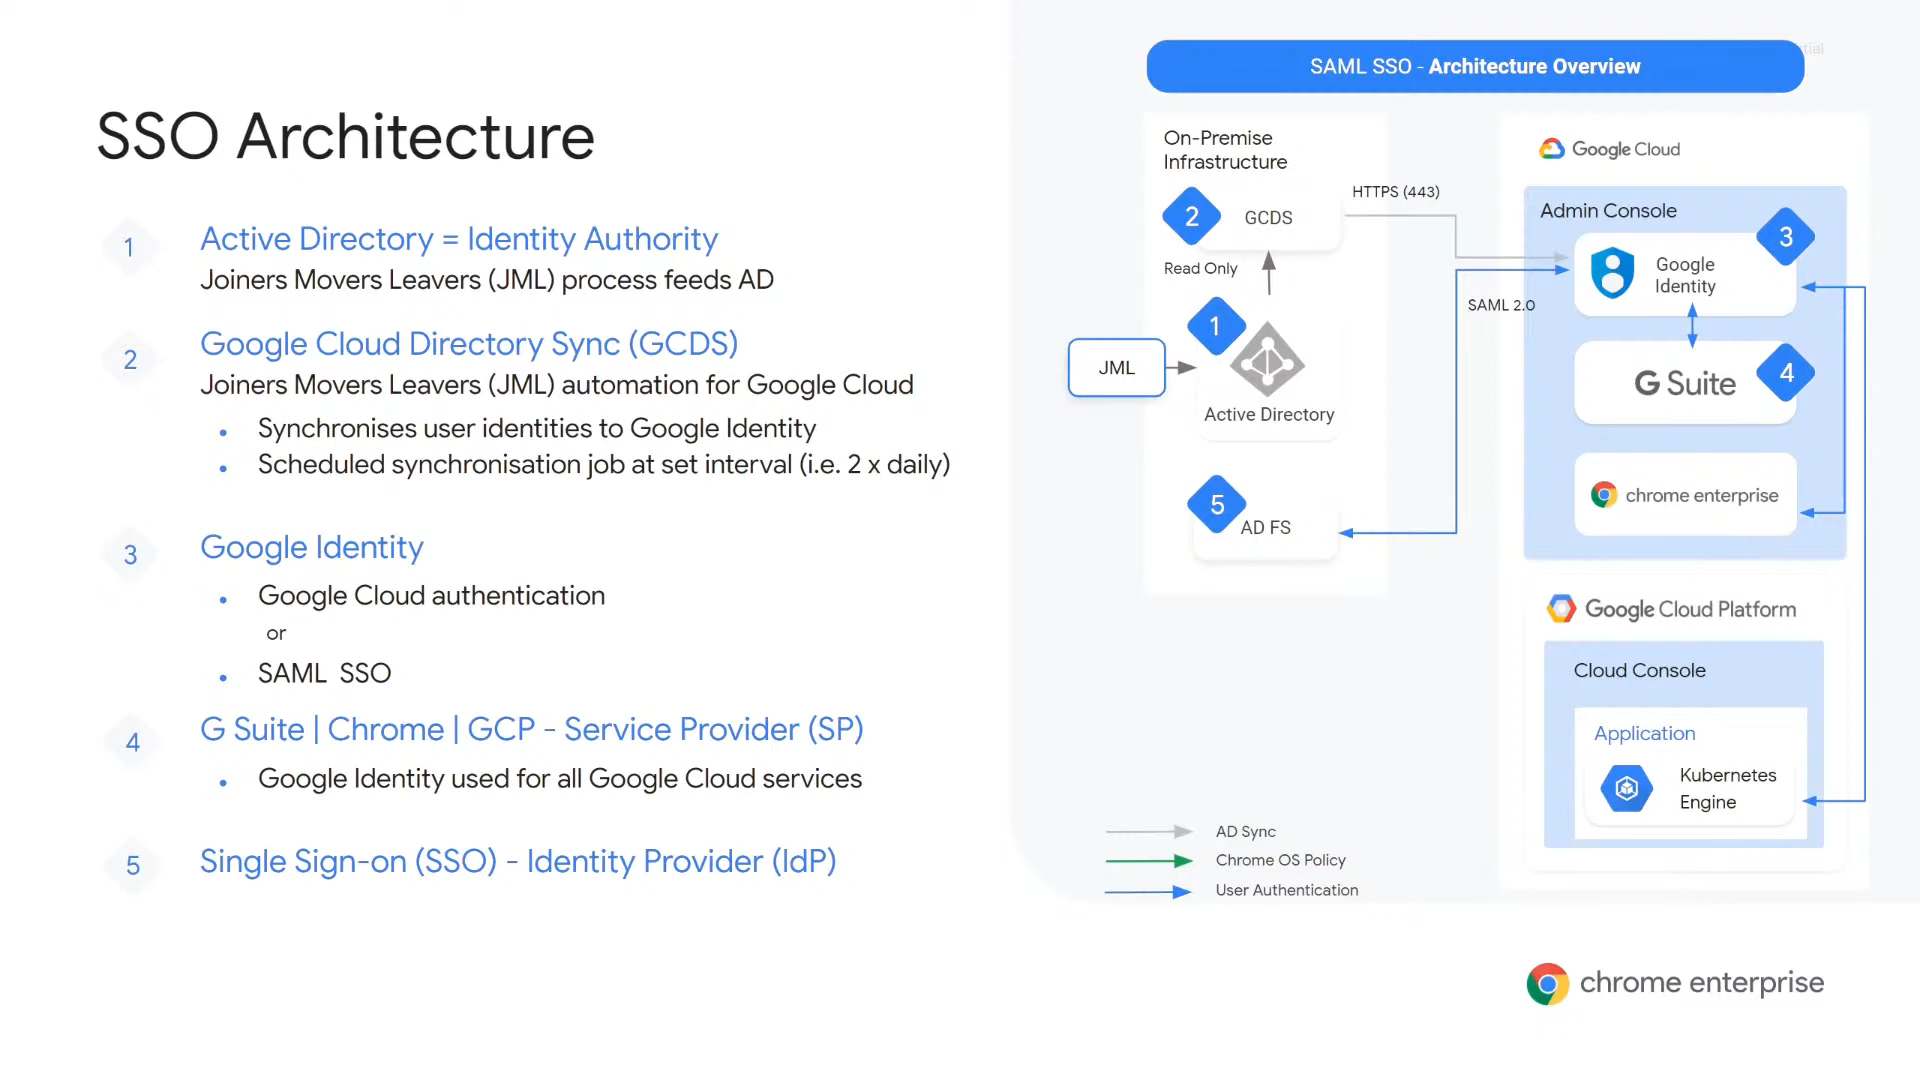 SSO Architecture
1
Active Directory = Identity Authority
Joiners Movers Leavers (JML) process feeds AD
2
Google Cloud Directory Sync (GCDS)
Joiners Movers Leavers (JML) automation for Google Cloud
• Synchronises user identities to Google Identity
• Scheduled synchronisation job at set interval (i.e. 2 x daily)
3
Google Identity
• Google Cloud authentication
or
• SAML SSO
4
G Suite | Chrome | GCP - Service Provider (SP)
• Google Identity used for all Google Cloud services
5
Single Sign-on (SSO) - Identity Provider (IdP)
SAML SSO - Architecture Overview
On-Premise
Infrastructure
2
GCDS
Read Only
1
JML
Active Directory
5
AD FS
HTTPS (443)
SAML 2.0
Google Cloud
Admin Console
3
Google
Identity
G Suite
4
chrome enterprise
Google Cloud Platform
Cloud Console
Application
Kubernetes
Engine
AD Sync
Chrome OS Policy
User Authentication
chrome enterprise